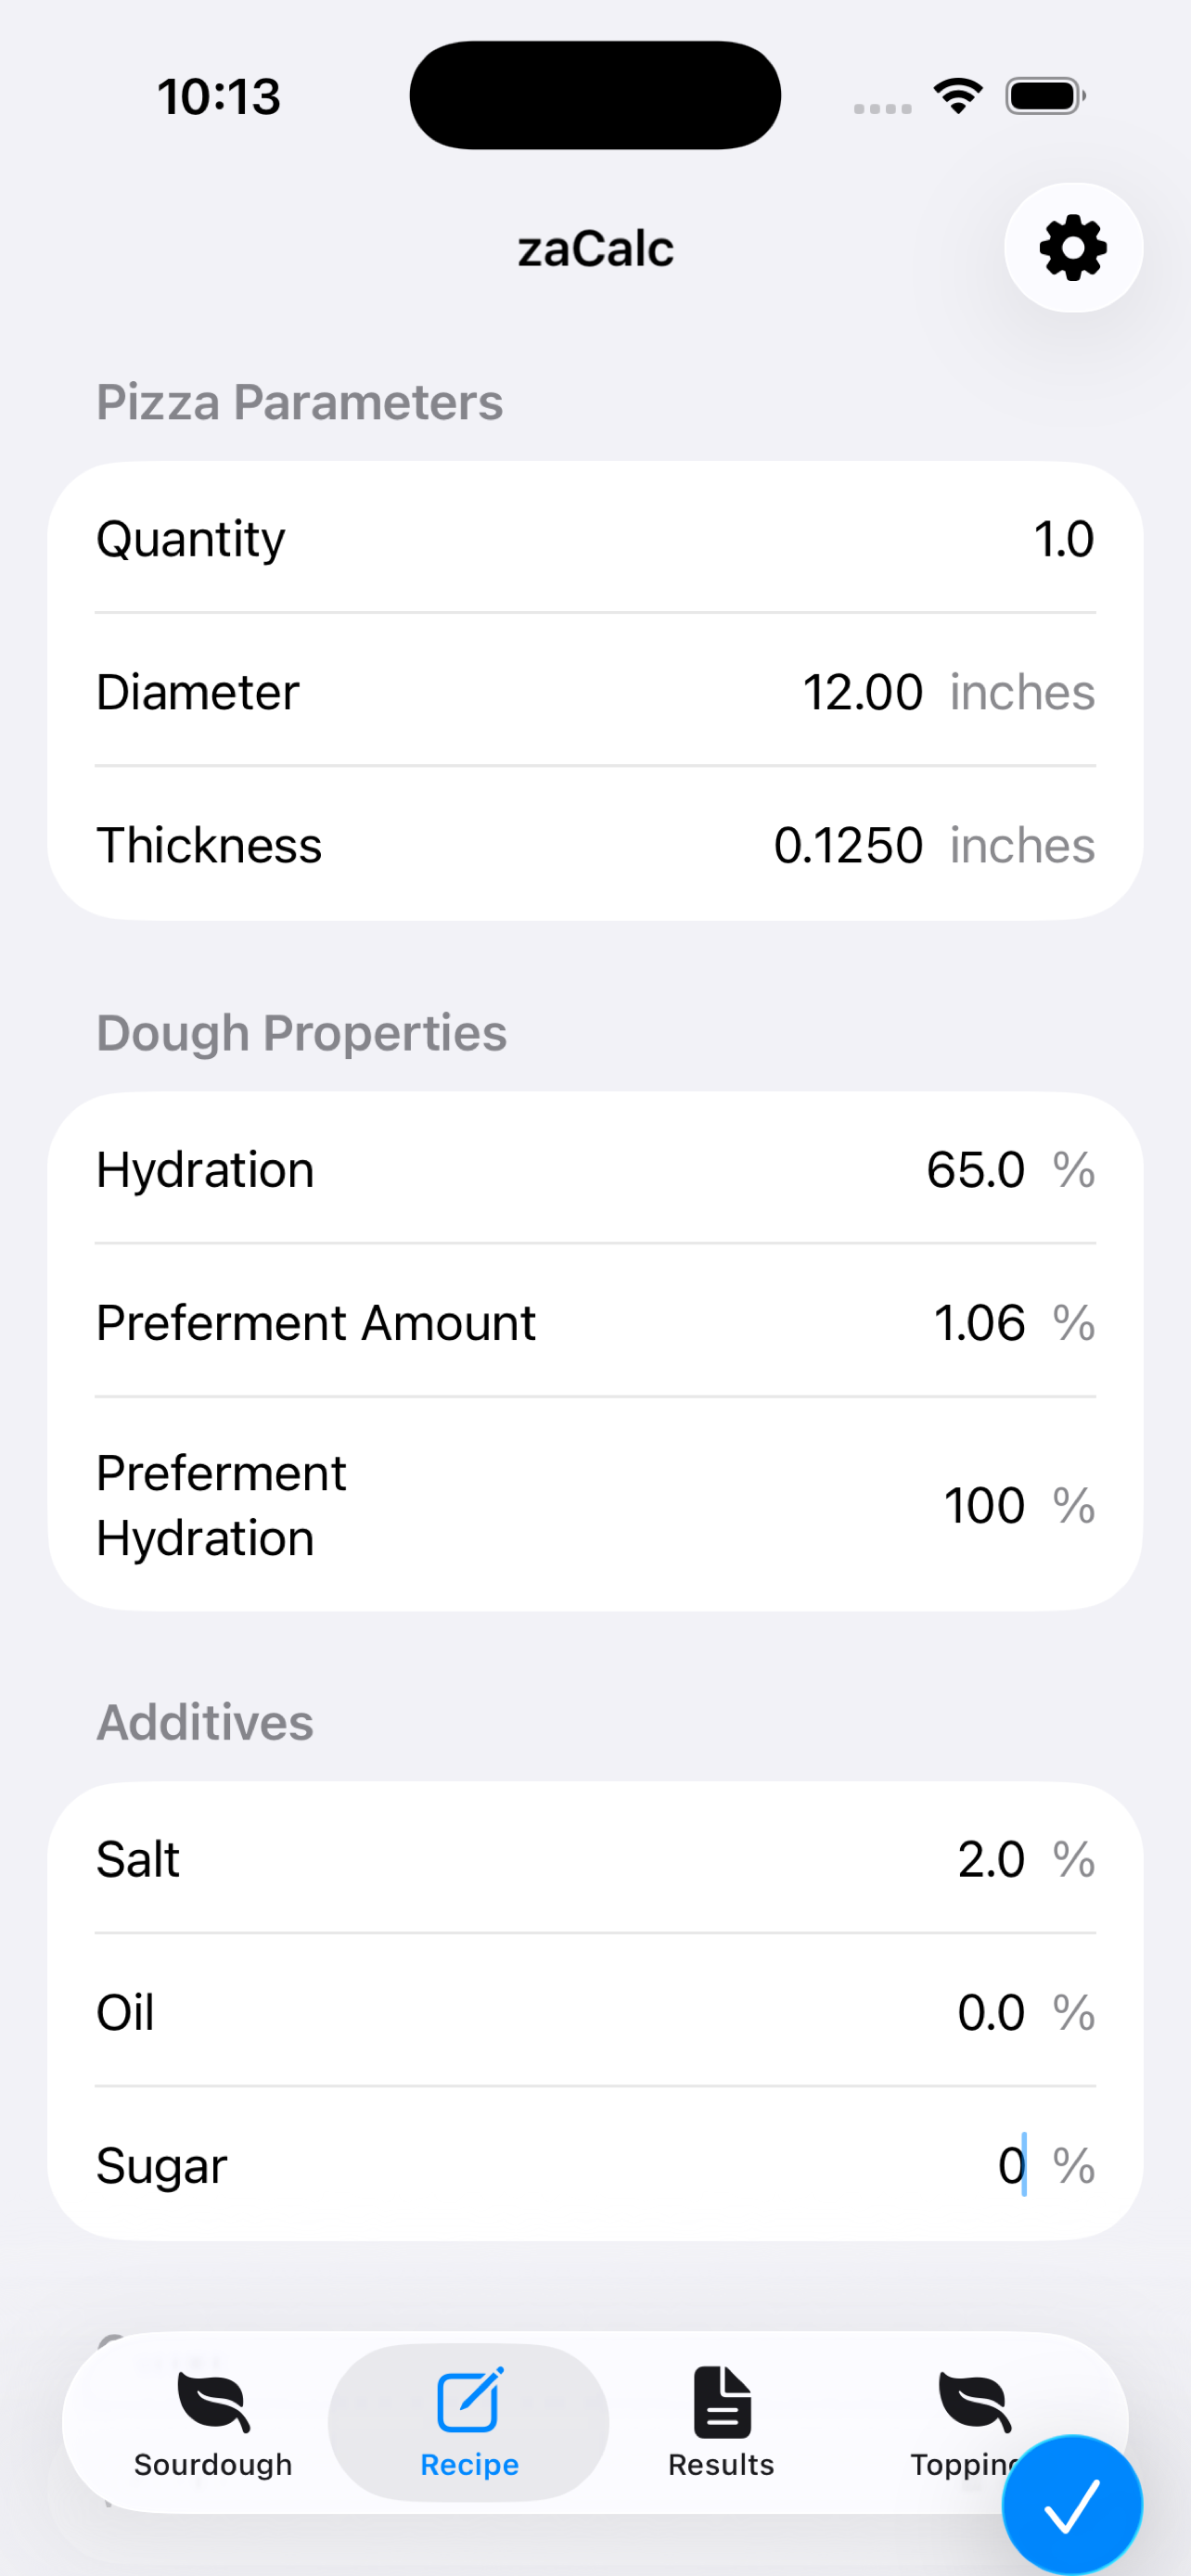 10:13
zaCalc
Pizza Parameters
Quantity 1.0
Diameter 12.00 inches
Thickness 0.1250 inches
Dough Properties
Hydration 65.0 %
Preferment Amount 1.06 %
Preferment
Hydration 100 %
Additives
Salt 2.0 %
Oil 0.0 %
Sugar 0 %
Sourdough Recipe Results